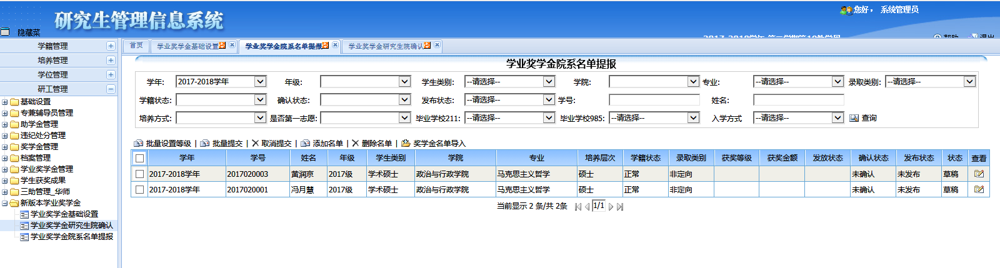 研究生管理信息系统
您好， 系统管理员
隐藏菜
2017-2018学年 第二学期第10教学周
帮助 退出
首页 学业奖学金基础设置 学业奖学金院系名单提报 学业奖学金研究生院确认
学籍管理
培养管理
学位管理
研工管理
基础设置
专兼辅导员管理
助学金管理
违纪处分管理
奖学金管理
档案管理
学业奖学金管理
学生获奖成果
三助管理_华师
新版本学业奖学金
学业奖学金基础设置
学业奖学金研究生院确认
学业奖学金院系名单提报
学业奖学金院系名单提报
学年: 2017-2018学年 年级: 学生类别: --请选择-- 学院: 专业: --请选择-- 录取类别: --请选择--
学籍状态: 确认状态: 发布状态: --请选择-- 学号: 姓名:
培养方式: 是否第一志愿: 毕业学校211: --请选择-- 毕业学校985: --请选择-- 入学方式 --请选择-- 查询
批量设置等级 | 批量提交 | 取消提交 | 添加名单 | 删除名单 | 奖学金名单导入
学年 学号 姓名 年级 学生类别 学院 专业 培养层次 学籍状态 录取类别 获奖等级 获奖金额 发放状态 确认状态 发布状态 状态 查看
2017-2018学年 2017020003 黄润京 2017级 学术硕士 政治与行政学院 马克思主义哲学 硕士 正常 非定向 未确认 未发布 草稿
2017-2018学年 2017020001 冯月慧 2017级 学术硕士 政治与行政学院 马克思主义哲学 硕士 正常 非定向 未确认 未发布 草稿
当前显示 2 条/共 2条 1/1